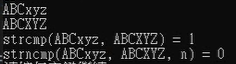 ABCxyz
ABCXYZ
strcmp(ABCxyz, ABCXYZ) = 1
strncmp(ABCxyz, ABCXYZ, n) = 0